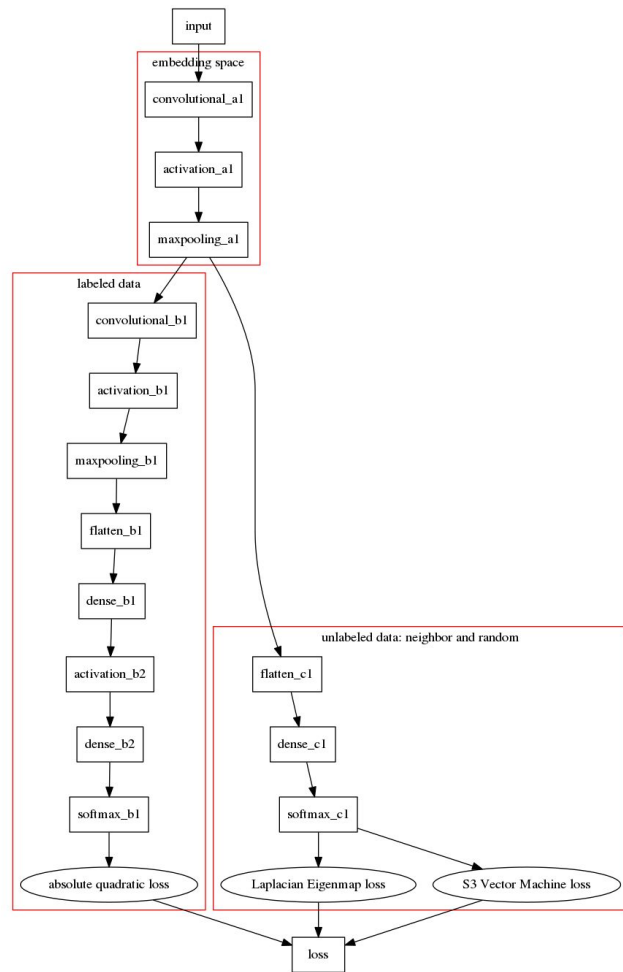 input
embedding space
convolutional_a1
activation_a1
maxpooling_a1
labeled data
convolutional_b1
activation_b1
maxpooling_b1
flatten_b1
dense_b1
activation_b2
dense_b2
softmax_b1
absolute quadratic loss
unlabeled data: neighbor and random
flatten_c1
dense_c1
softmax_c1
Laplacian Eigenmap loss
S3 Vector Machine loss
loss